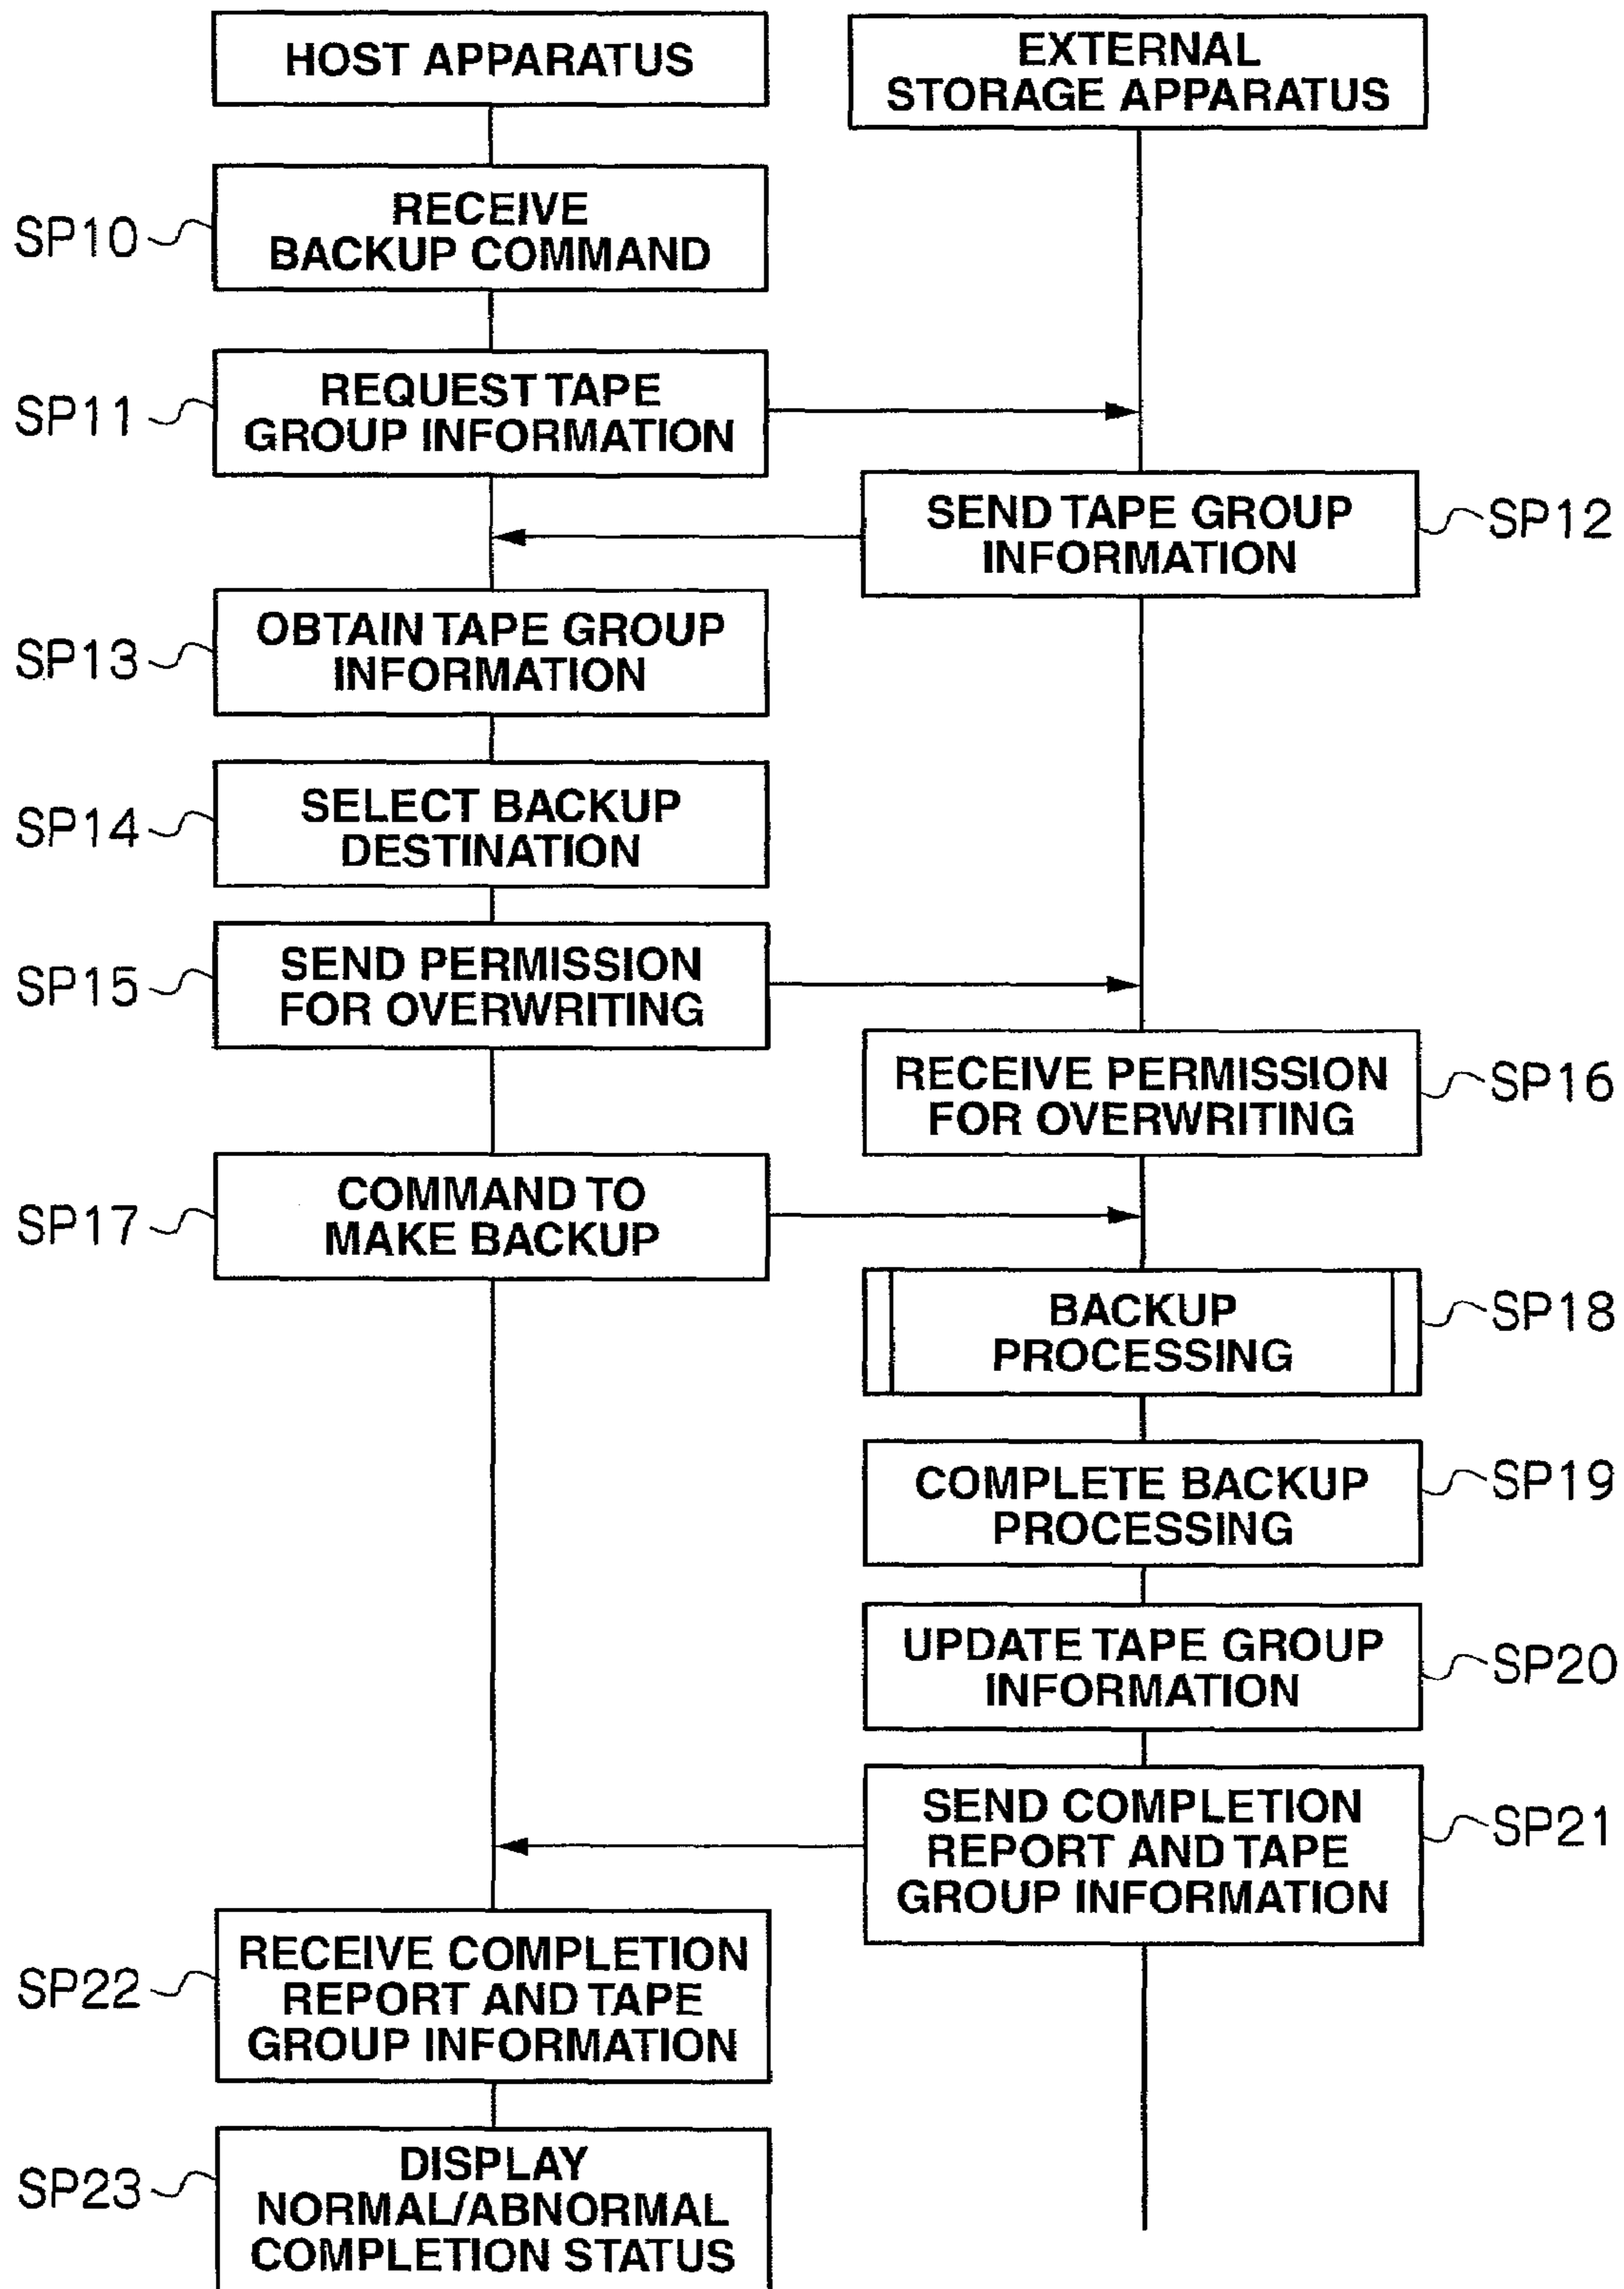 HOST APPARATUS
EXTERNAL
STORAGE APPARATUS
SP10
RECEIVE
BACKUP COMMAND
SP11
REQUEST TAPE
GROUP INFORMATION
SEND TAPE GROUP
INFORMATION
SP12
SP13
OBTAIN TAPE GROUP
INFORMATION
SP14
SELECT BACKUP
DESTINATION
SP15
SEND PERMISSION
FOR OVERWRITING
RECEIVE PERMISSION
FOR OVERWRITING
SP16
SP17
COMMAND TO
MAKE BACKUP
BACKUP
PROCESSING
SP18
COMPLETE BACKUP
PROCESSING
SP19
UPDATE TAPE GROUP
INFORMATION
SP20
SEND COMPLETION
REPORT AND TAPE
GROUP INFORMATION
SP21
SP22
RECEIVE COMPLETION
REPORT AND TAPE
GROUP INFORMATION
SP23
DISPLAY
NORMAL/ABNORMAL
COMPLETION STATUS